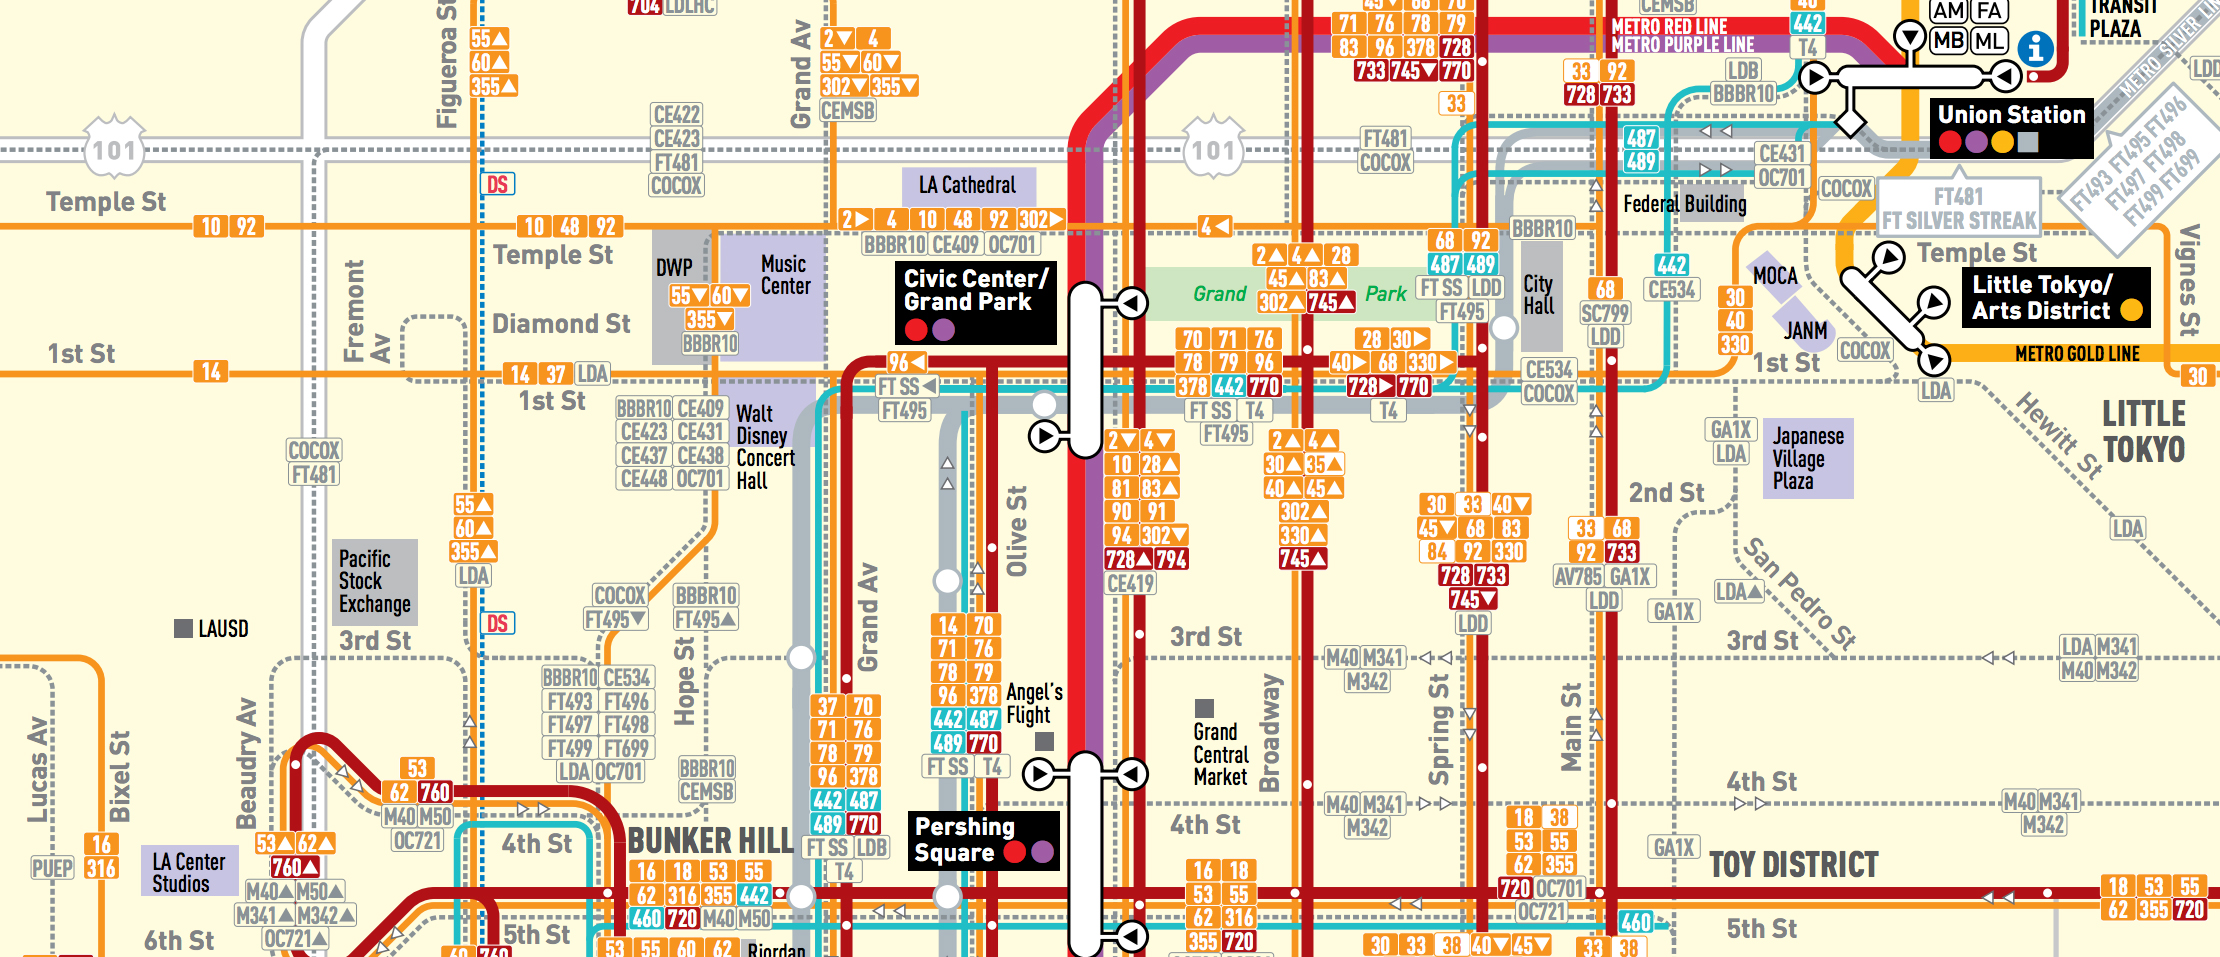 704 LDLHC
Figueroa St
55▲
60▲
355▲
Grand Av
2▼ 4
55▼ 60▼
302▼ 355▼
CEMSB
71 76 78 79
83 96 378 728
733 745▼ 770
33
CEMSB
METRO RED LINE
METRO PURPLE LINE
40
442
T4
33 92
728 733
LDB
BBBR10
AM FA
MB ML
TRANSIT
PLAZA
METRO SILVER LINE
LDD
Union Station
101
CE422
CE423
FT481
COCOX
101
FT481
COCOX
487
489
CE431
OC701
COCOX
FT481
FT SILVER STREAK
FT493 FT495 FT496
FT497 FT498
FT499 FT699
DS
LA Cathedral
Federal Building
Temple St
10 92
10 48 92
Temple St
2▶ 4 10 48 92 302▶
BBBR10 CE409 OC701
4◀
68 92
487 489
FT SS LDD
FT495
BBBR10
Temple St
Vignes St
DWP
55▼ 60▼
355▼
BBBR10
Music
Center
Civic Center/
Grand Park
Grand Park
2▲ 4▲ 28
45▲ 83▲
302▲ 745▲
City
Hall
68
SC799
LDD
442
CE534
MOCA
JANM
30
40
330
Little Tokyo/
Arts District
Fremont
Av
Diamond St
1st St
14
14 37 LDA
1st St
96◀
FT SS◀
FT495
70 71 76
78 79 96
378 442 770
FT SS T4
FT495
28 30▶
40▶ 68 330▶
728▶ 770
T4
CE534
COCOX
1st St
COCOX
METRO GOLD LINE
LDA
30
BBBR10 CE409
CE423 CE431
CE437 CE438
CE448 OC701
Walt
Disney
Concert
Hall
COCOX
FT481
2▼ 4▼
10 28▲
81 83▲
90 91
94 302▼
728▲ 794
CE419
2▲ 4▲
30▲ 35▲
40▲ 45▲
302▲
330▲
745▲
30 33 40▼
45▼ 68 83
84 92 330
728 733
745▼
LDD
33 68
92 733
AV785 GA1X
LDD
GA1X
LDA
Japanese
Village
Plaza
Hewitt St
LITTLE
TOKYO
2nd St
LDA
San Pedro St
LDA▲
GA1X
55▲
60▲
355▲
LDA
DS
Pacific
Stock
Exchange
LAUSD
3rd St
COCOX
FT495▼
BBBR10
FT495▲
Hope St
Grand Av
Olive St
14 70
71 76
78 79
96 378
442 487
489 770
FT SS T4
Angel's
Flight
3rd St
M40 M341
M342
3rd St
LDA M341
M40 M342
BBBR10 CE534
FT493 FT496
FT497 FT498
FT499 FT699
LDA OC701
BBBR10
CEMSB
37 70
71 76
78 79
96 378
442 487
489 770
FT SS LDB
T4
Grand
Central
Market
Broadway
Spring St
Main St
Lucas Av
Bixel St
Beaudry Av
53
62 760
M40 M50
OC721
4th St
4th St
M40 M341
M342
4th St
M40 M341
M342
PUEP
16
316
LA Center
Studios
53▲ 62▲
760▲
M40▲ M50▲
M341▲ M342▲
OC721▲
6th St
BUNKER HILL
16 18 53 55
62 316 355 442
460 720 M40 M50
5th St
53 55 60 62
Riordan
Pershing
Square
16 18
53 55
62 316
355 720
18 38
53 55
62 355
720 OC701
OC721
GA1X
TOY DISTRICT
18 53 55
62 355 720
460
5th St
60 760
30 33 38 40▼ 45▼
33 38